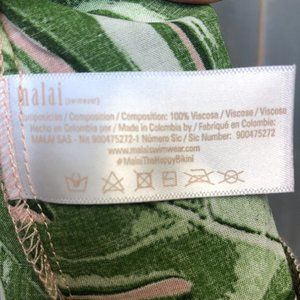 malai (swimwear)
Composición / Composition / Composition: 100% Viscosa / Viscose / Viscose
Hecho en Colombia por / Made in Colombia by / Fabriqué en Colombie:
MALAI SAS - Nit 900475272-1 Número Sic / Sic Number: 900475272
www.malaiswimwear.com
#MalaiTheHappyBikini